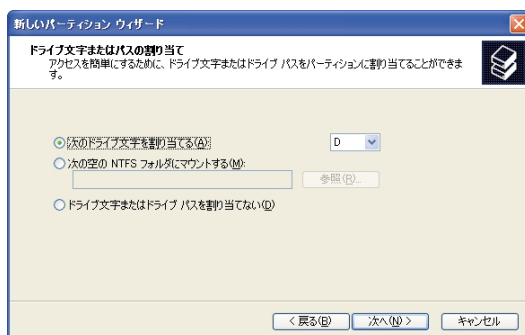 新しいパーティション ウィザード
ドライブ文字またはパスの割り当て
アクセスを簡単にするために、ドライブ文字またはドライブ パスをパーティションに割り当てることができま
す。
次のドライブ文字を割り当てる(A): D
次の空の NTFS フォルダにマウントする(M):
参照(R)...
ドライブ文字またはドライブ パスを割り当てない(D)
< 戻る(B) 次へ(N) > キャンセル